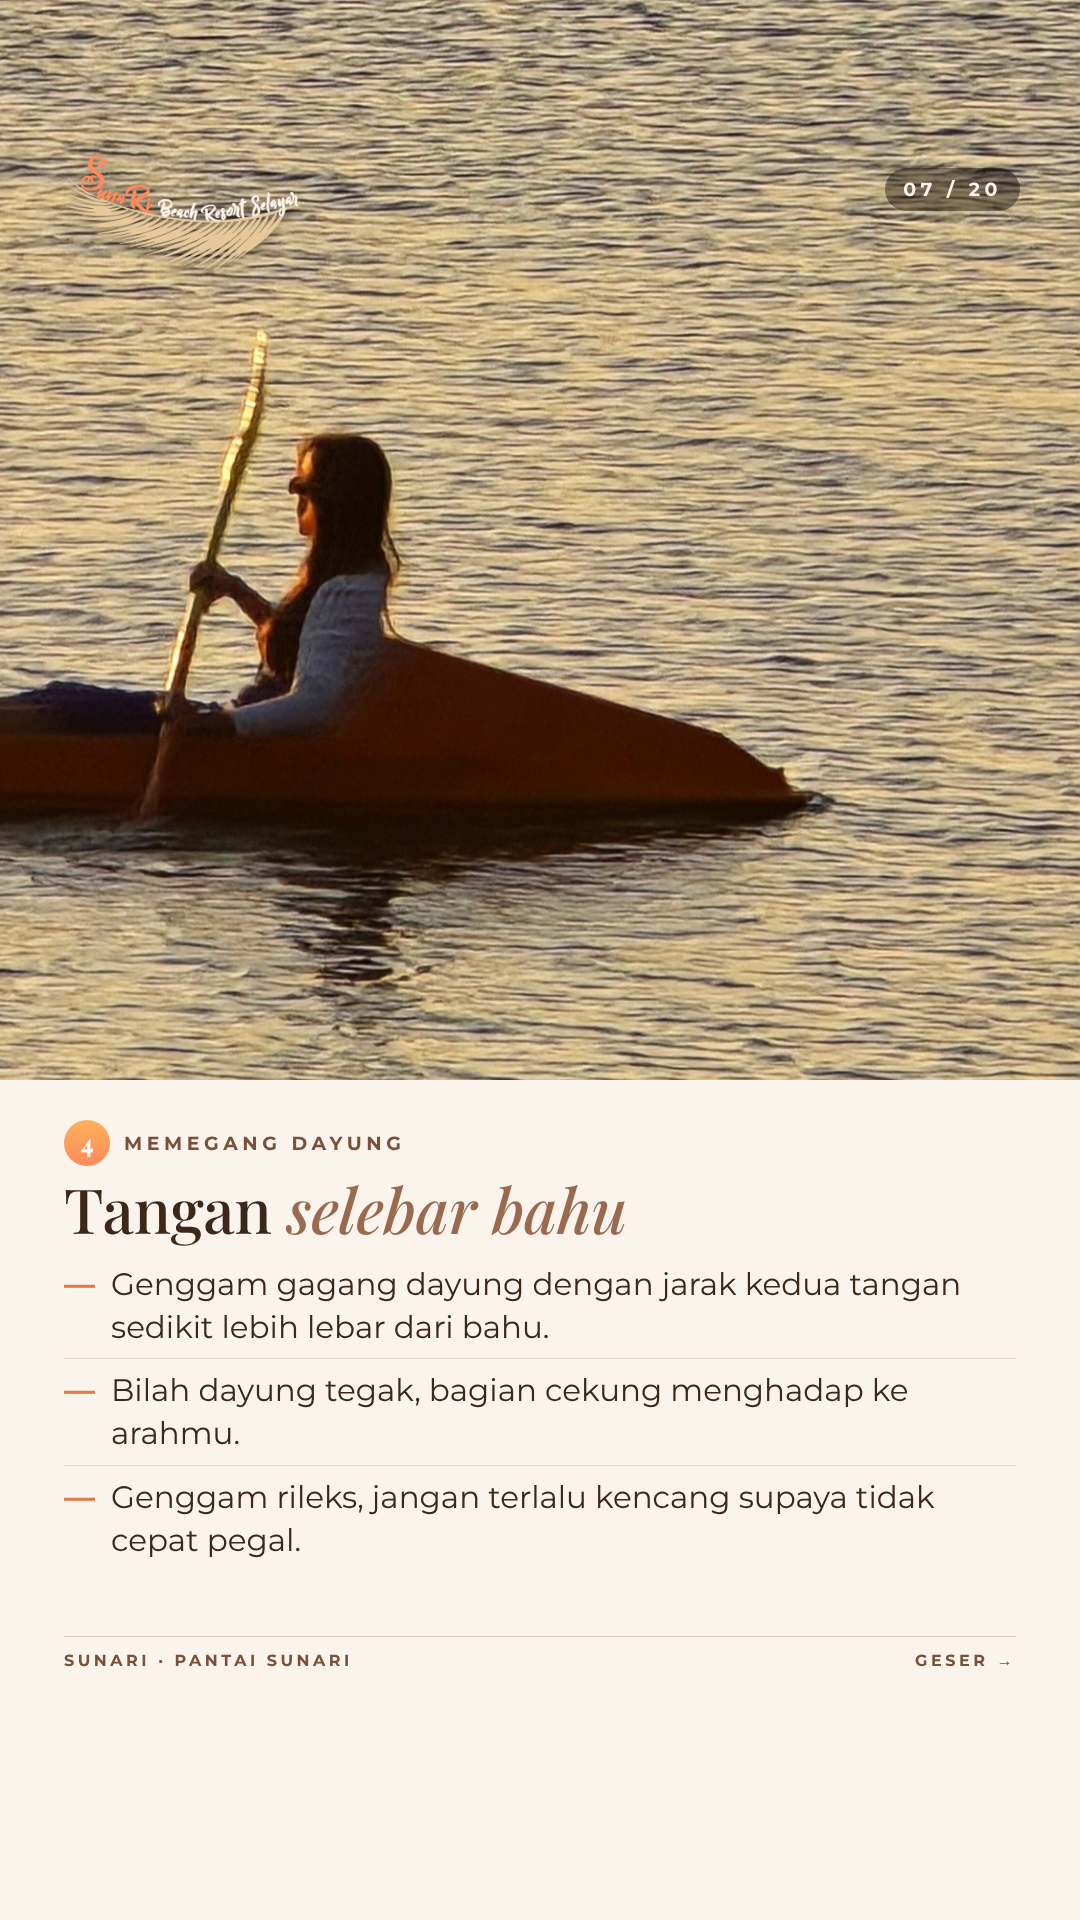 SunaRi Beach Resort Selayar
07 / 20
4 MEMEGANG DAYUNG
Tangan selebar bahu
— Genggam gagang dayung dengan jarak kedua tangan
sedikit lebih lebar dari bahu.
— Bilah dayung tegak, bagian cekung menghadap ke
arahmu.
— Genggam rileks, jangan terlalu kencang supaya tidak
cepat pegal.
SUNARI · PANTAI SUNARI
GESER →